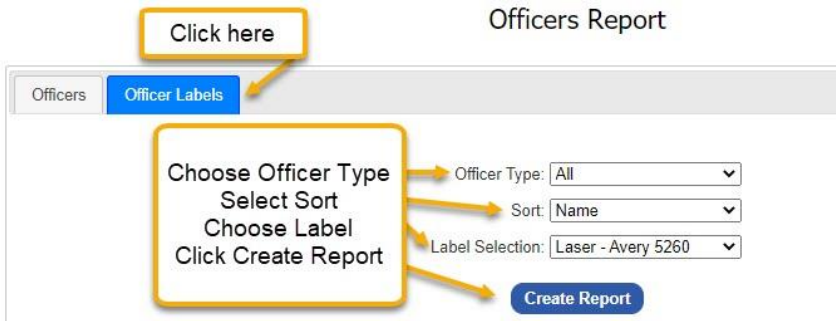 Officers Report
Click here
Officers
Officer Labels
Choose Officer Type
Select Sort
Choose Label
Click Create Report
Officer Type: All
Sort: Name
Label Selection: Laser - Avery 5260
Create Report